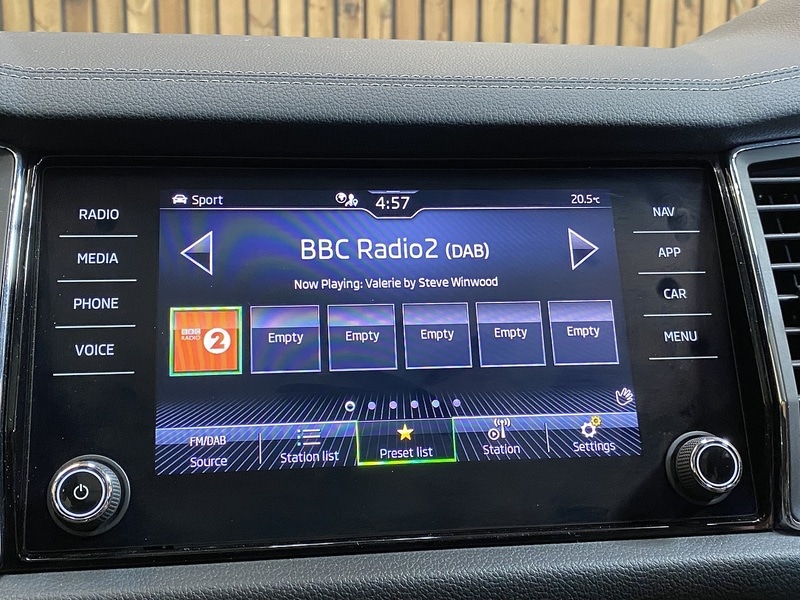 Sport 4:57 20.5°C
RADIO
MEDIA
PHONE
VOICE
BBC Radio2 (DAB)
Now Playing: Valerie by Steve Winwood
BBC
RADIO 2
Empty Empty Empty Empty Empty
FM/DAB
Source
Station list
Preset list
Station
Settings
NAV
APP
CAR
MENU